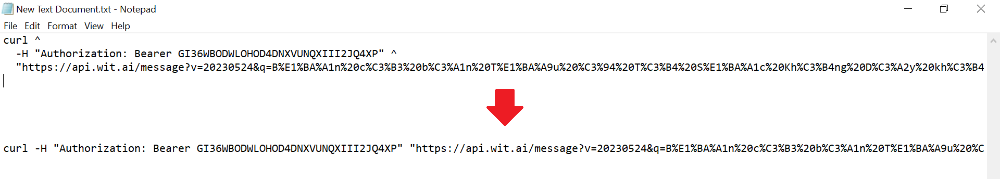 New Text Document.txt - Notepad
File Edit Format View Help
curl ^
-H "Authorization: Bearer GI36WBODWLOHOD4DNXVUNQXIII2JQ4XP" ^
"https://api.wit.ai/message?v=20230524&q=B%E1%BA%A1n%20c%C3%B3%20b%C3%A1n%20T%E1%BA%A9u%20%C3%94%20T%C3%B4%20S%E1%BA%A1c%20Kh%C3%B4ng%20D%C3%A2y%20kh%C3%B4
curl -H "Authorization: Bearer GI36WBODWLOHOD4DNXVUNQXIII2JQ4XP" "https://api.wit.ai/message?v=20230524&q=B%E1%BA%A1n%20c%C3%B3%20b%C3%A1n%20T%E1%BA%A9u%20%C